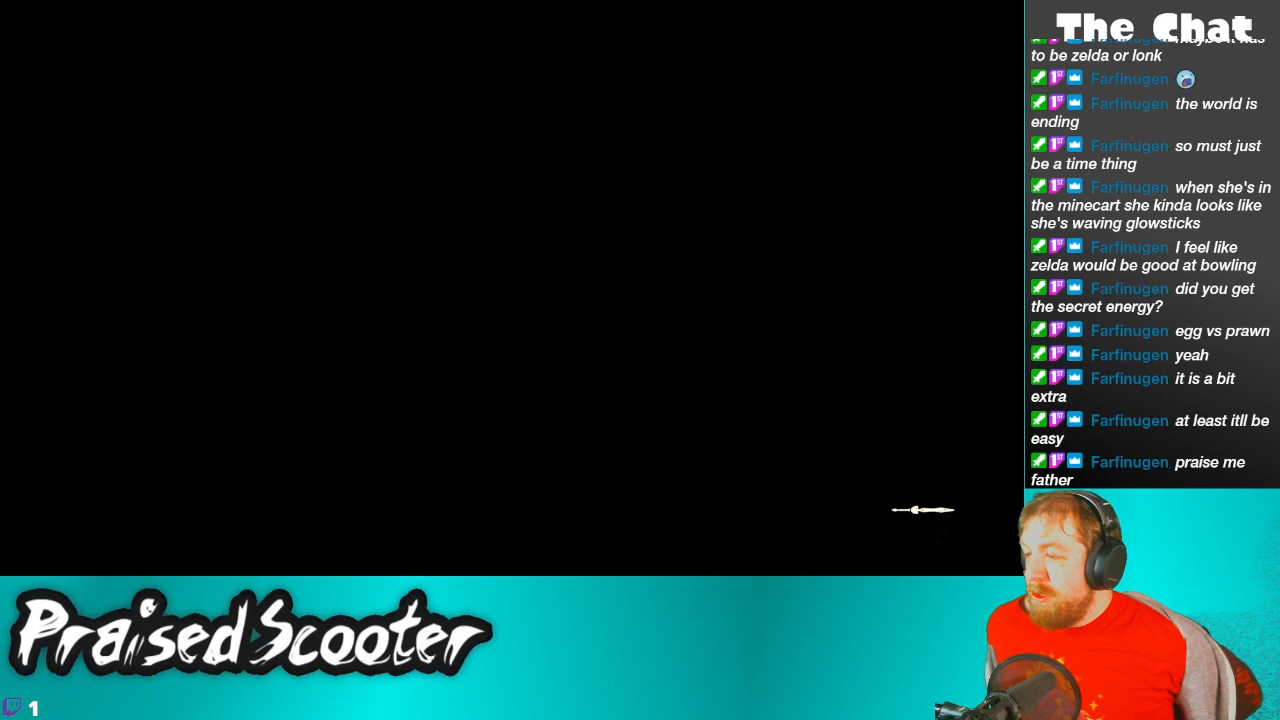 The Chat
to be zelda or lonk
Farfinugen
Farfinugen the world is
ending
Farfinugen so must just
be a time thing
Farfinugen when she's in
the minecart she kinda looks like
she's waving glowsticks
Farfinugen I feel like
zelda would be good at bowling
Farfinugen did you get
the secret energy?
Farfinugen egg vs prawn
Farfinugen yeah
Farfinugen it is a bit
extra
Farfinugen at least itll be
easy
Farfinugen praise me
father
PraisedScooter
1